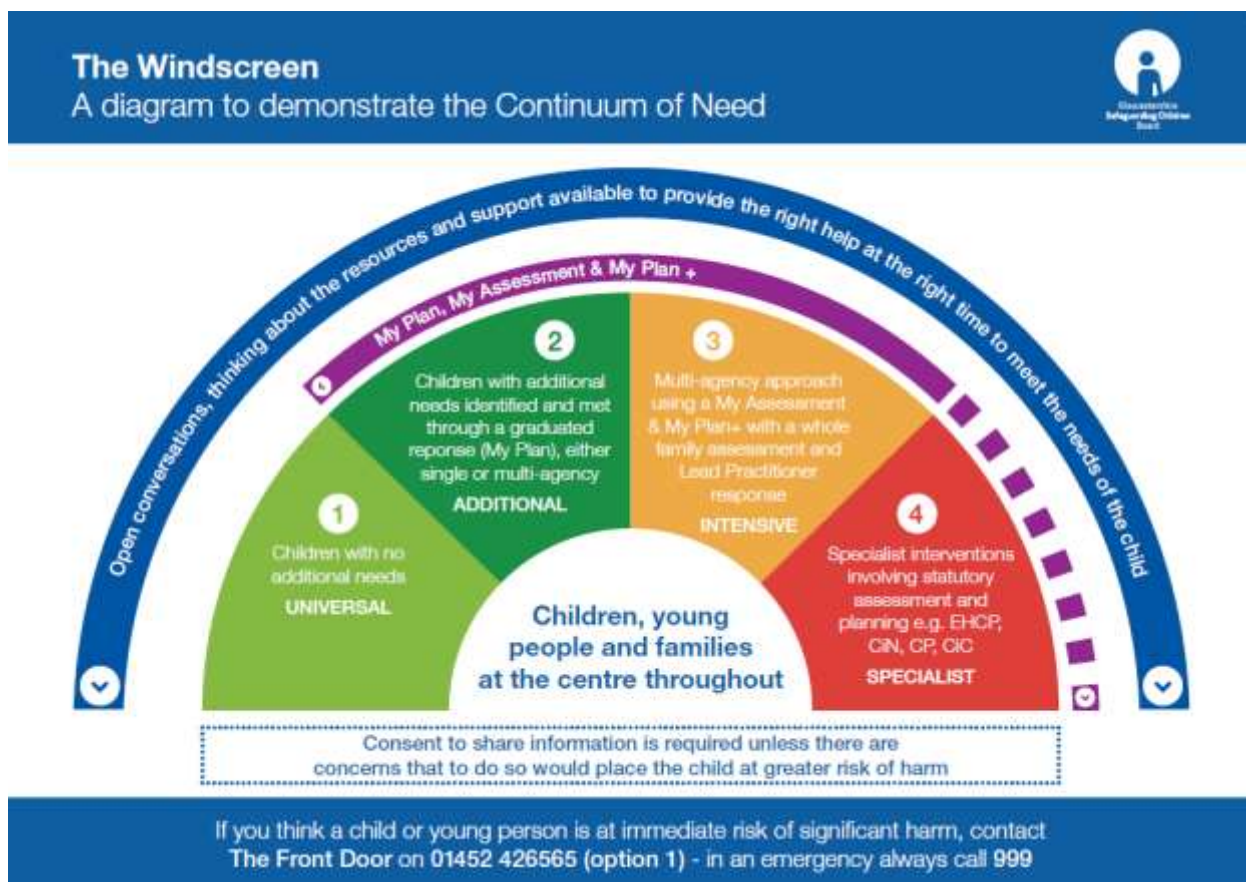 The Windscreen
A diagram to demonstrate the Continuum of Need
Gloucestershire
Safeguarding Children
Board
Open conversations, thinking about the resources and support available to provide the right help at the right time to meet the needs of the child
My Plan, My Assessment & My Plan +
1
Children with no
additional needs
UNIVERSAL
2
Children with additional
needs identified and met
through a graduated
reponse (My Plan), either
single or multi-agency
ADDITIONAL
3
Multi-agency approach
using a My Assessment
& My Plan+ with a whole
family assessment and
Lead Practitioner
response
INTENSIVE
4
Specialist interventions
involving statutory
assessment and
planning e.g. EHCP,
CiN, CP, CiC
SPECIALIST
Children, young
people and families
at the centre throughout
Consent to share information is required unless there are
concerns that to do so would place the child at greater risk of harm
If you think a child or young person is at immediate risk of significant harm, contact
The Front Door on 01452 426565 (option 1) - in an emergency always call 999